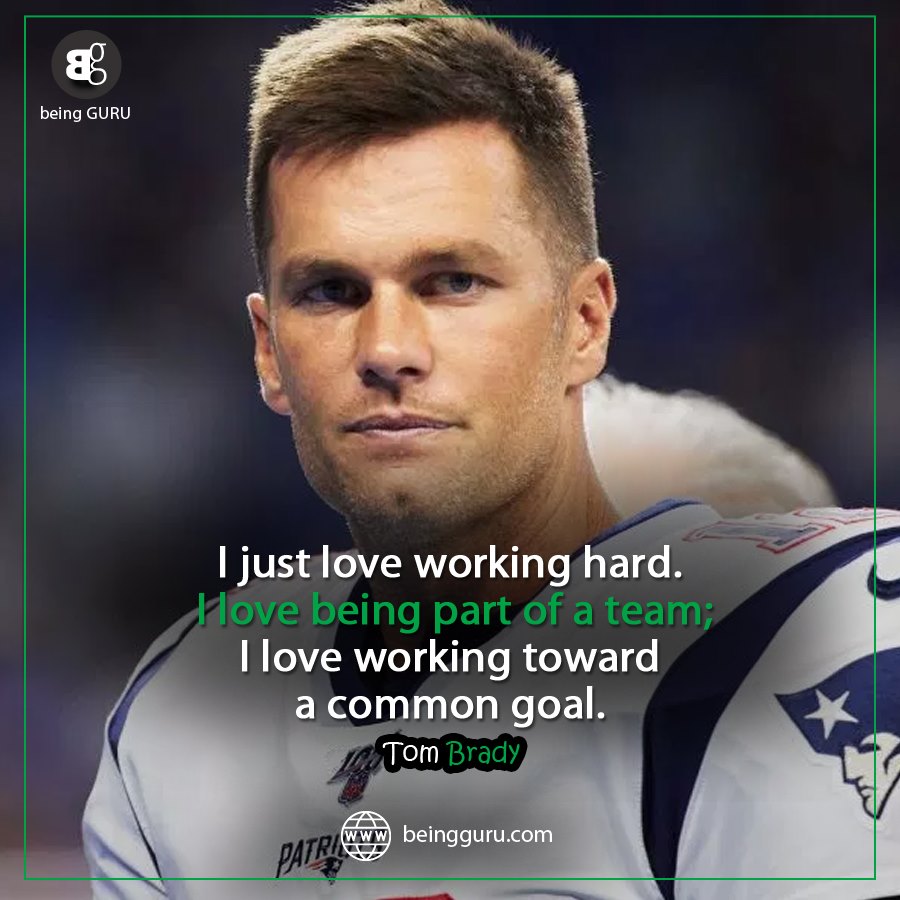 Bg
being GURU
I just love working hard.
I love being part of a team;
I love working toward
a common goal.
Tom Brady
www beingguru.com